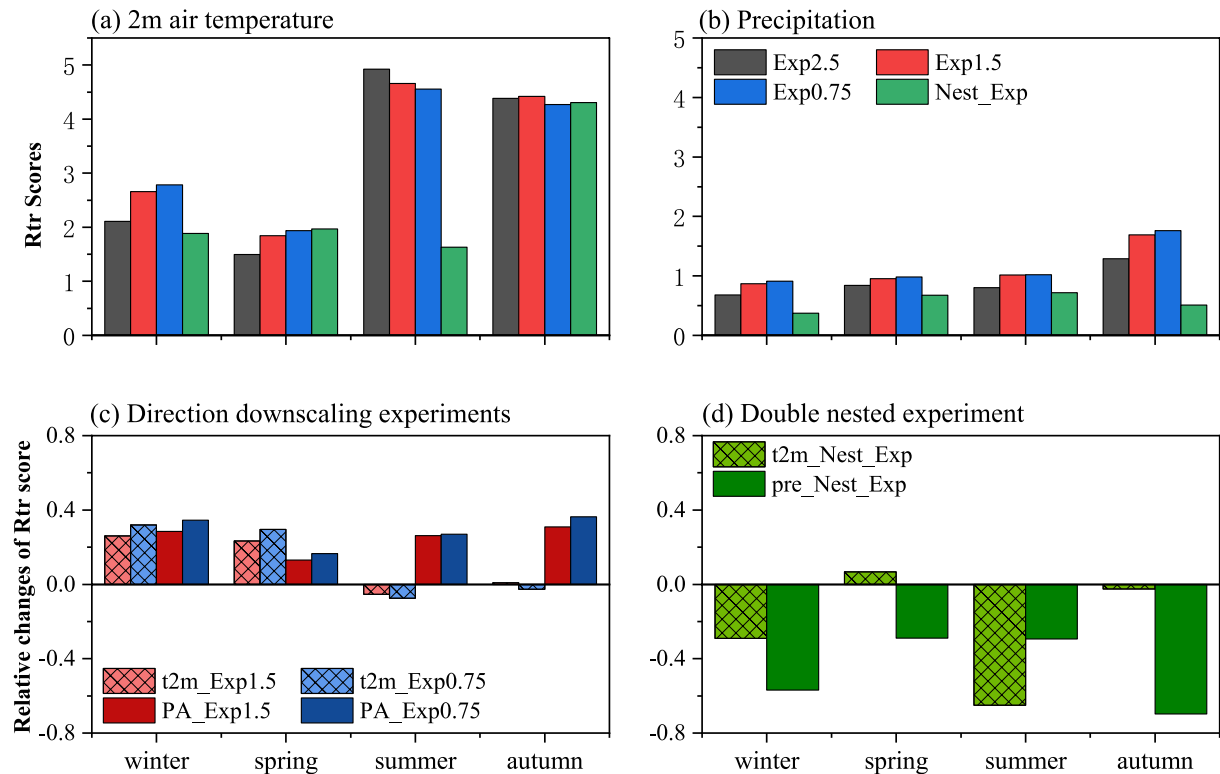 (a) 2m air temperature
(b) Precipitation
Rtr Scores
5
4
3
2
1
0
5
4
3
2
1
0
Exp2.5
Exp1.5
Exp0.75
Nest_Exp
(c) Direction downscaling experiments
(d) Double nested experiment
Relative changes of Rtr score
0.8
0.4
0.0
-0.4
-0.8
t2m_Exp1.5
t2m_Exp0.75
PA_Exp1.5
PA_Exp0.75
winter
spring
summer
autumn
0.8
0.4
0.0
-0.4
-0.8
t2m_Nest_Exp
pre_Nest_Exp
winter
spring
summer
autumn